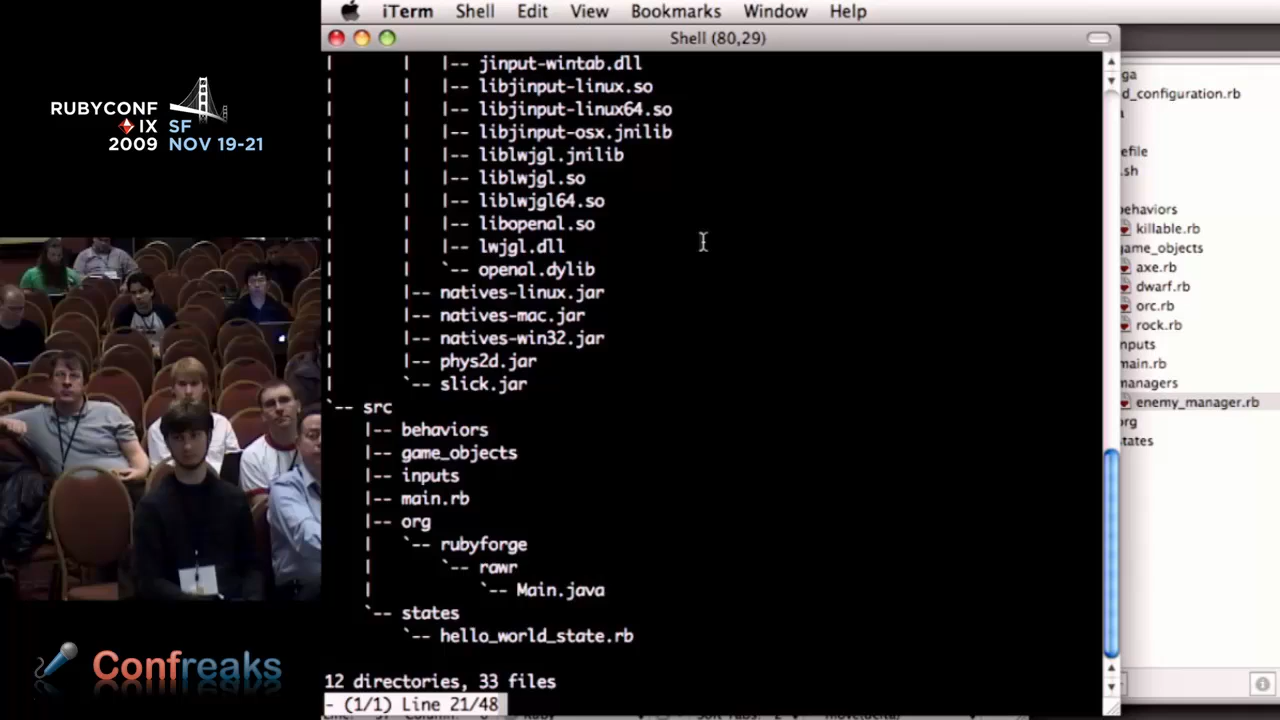 iTerm Shell Edit View Bookmarks Window Help
Shell (80,29)
RUBYCONF
IX SF
2009 NOV 19-21
|   |   |-- jinput-wintab.dll
|   |   |-- libjinput-linux.so
|   |   |-- libjinput-linux64.so
|   |   |-- libjinput-osx.jnilib
|   |   |-- liblwjgl.jnilib
|   |   |-- liblwjgl.so
|   |   |-- liblwjgl64.so
|   |   |-- libopenal.so
|   |   |-- lwjgl.dll
|   |   `-- openal.dylib
|   |-- natives-linux.jar
|   |-- natives-mac.jar
|   |-- natives-win32.jar
|   |-- phys2d.jar
|   `-- slick.jar
`-- src
    |-- behaviors
    |-- game_objects
    |-- inputs
    |-- main.rb
    |-- org
    |   `-- rubyforge
    |       `-- rawr
    |           `-- Main.java
    `-- states
        `-- hello_world_state.rb
12 directories, 33 files
- (1/1) Line 21/48
ga
d_configuration.rb
a
efile
.sh
behaviors
killable.rb
game_objects
axe.rb
dwarf.rb
orc.rb
rock.rb
nputs
main.rb
managers
enemy_manager.rb
org
states
Confreaks